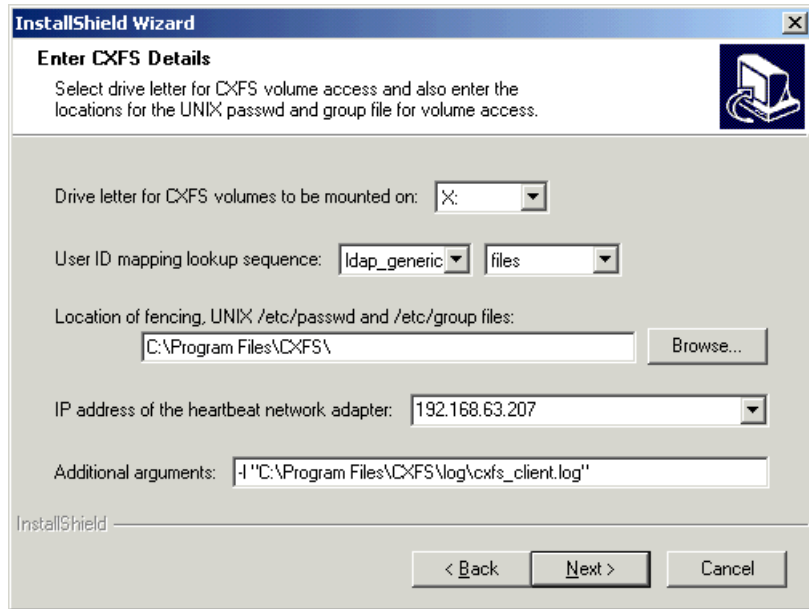 InstallShield Wizard
Enter CXFS Details
Select drive letter for CXFS volume access and also enter the
locations for the UNIX passwd and group file for volume access.
Drive letter for CXFS volumes to be mounted on: X:
User ID mapping lookup sequence: ldap_generic files
Location of fencing, UNIX /etc/passwd and /etc/group files:
C:\Program Files\CXFS\ Browse...
IP address of the heartbeat network adapter: 192.168.63.207
Additional arguments: -l "C:\Program Files\CXFS\log\cxfs_client.log"
InstallShield
< Back Next > Cancel